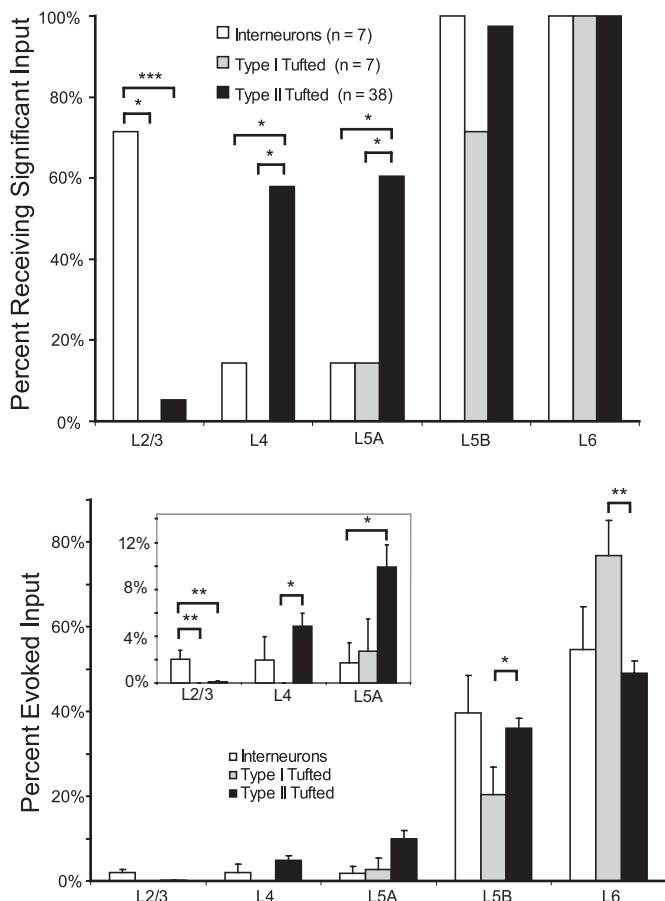 Percent Receiving Significant Input
100%
80%
60%
40%
20%
0%
Interneurons (n = 7)
Type I Tufted (n = 7)
Type II Tufted (n = 38)
***
*
*
*
*
*
L2/3 L4 L5A L5B L6
Percent Evoked Input
80%
60%
40%
20%
0%
12%
8%
4%
0%
**
**
*
*
L2/3 L4 L5A
*
**
Interneurons
Type I Tufted
Type II Tufted
L2/3 L4 L5A L5B L6